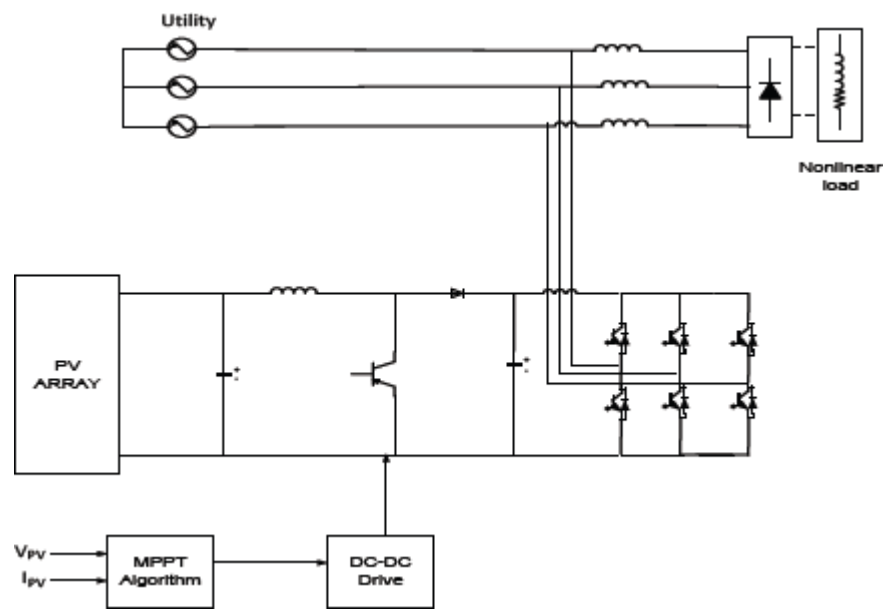 Utility
Nonlinear
load
PV
ARRAY
+
-
+
-
VPV
IPV
MPPT
Algorithm
DC-DC
Drive